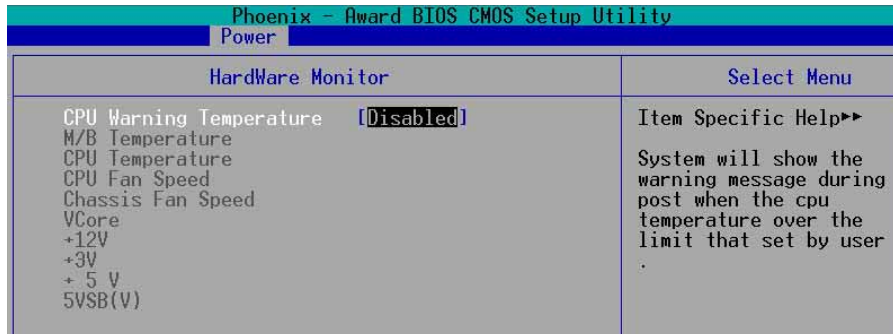 Phoenix - Award BIOS CMOS Setup Utility
Power
HardWare Monitor
Select Menu
CPU Warning Temperature [Disabled]
M/B Temperature
CPU Temperature
CPU Fan Speed
Chassis Fan Speed
VCore
+12V
+3V
+ 5 V
5VSB(V)
Item Specific Help▸▸
System will show the
warning message during
post when the cpu
temperature over the
limit that set by user
.